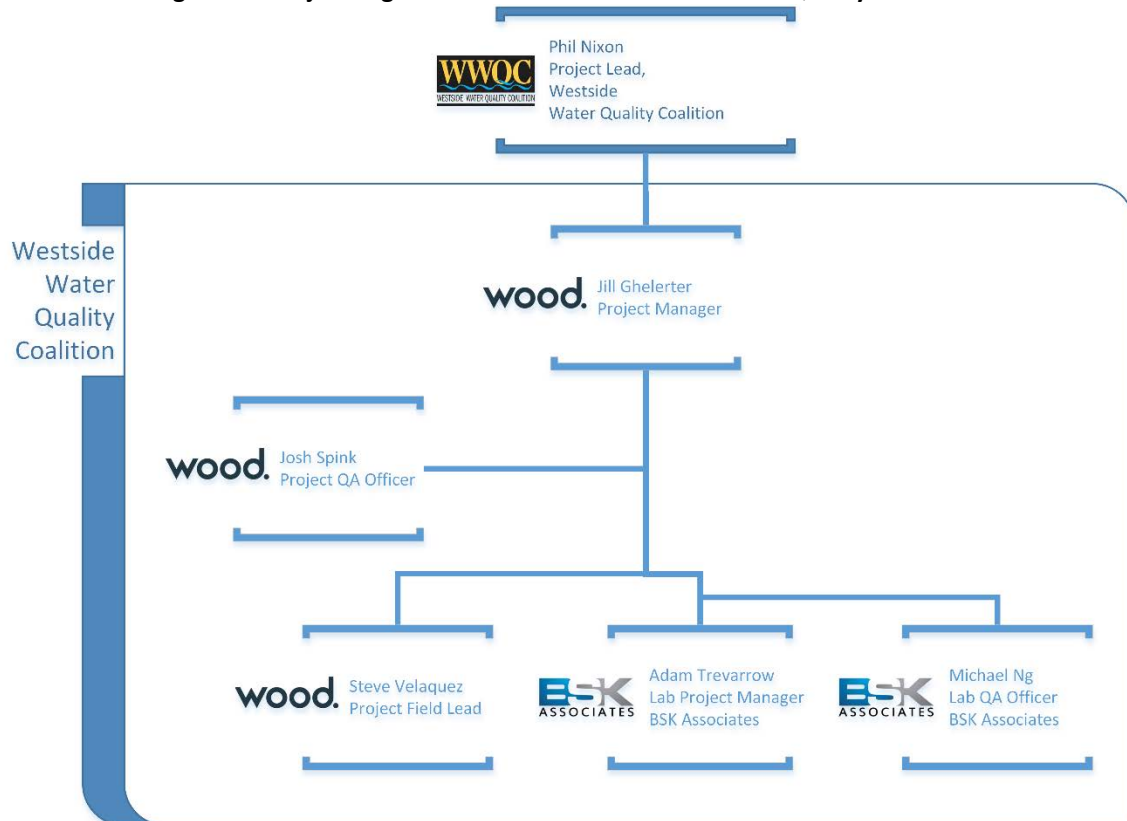 WWQC
WESTSIDE WATER QUALITY COALITION
Phil Nixon
Project Lead,
Westside
Water Quality Coalition
Westside
Water
Quality
Coalition
wood.
Jill Ghelerter
Project Manager
wood.
Josh Spink
Project QA Officer
wood.
Steve Velaquez
Project Field Lead
BSK
ASSOCIATES
Adam Trevarrow
Lab Project Manager
BSK Associates
BSK
ASSOCIATES
Michael Ng
Lab QA Officer
BSK Associates